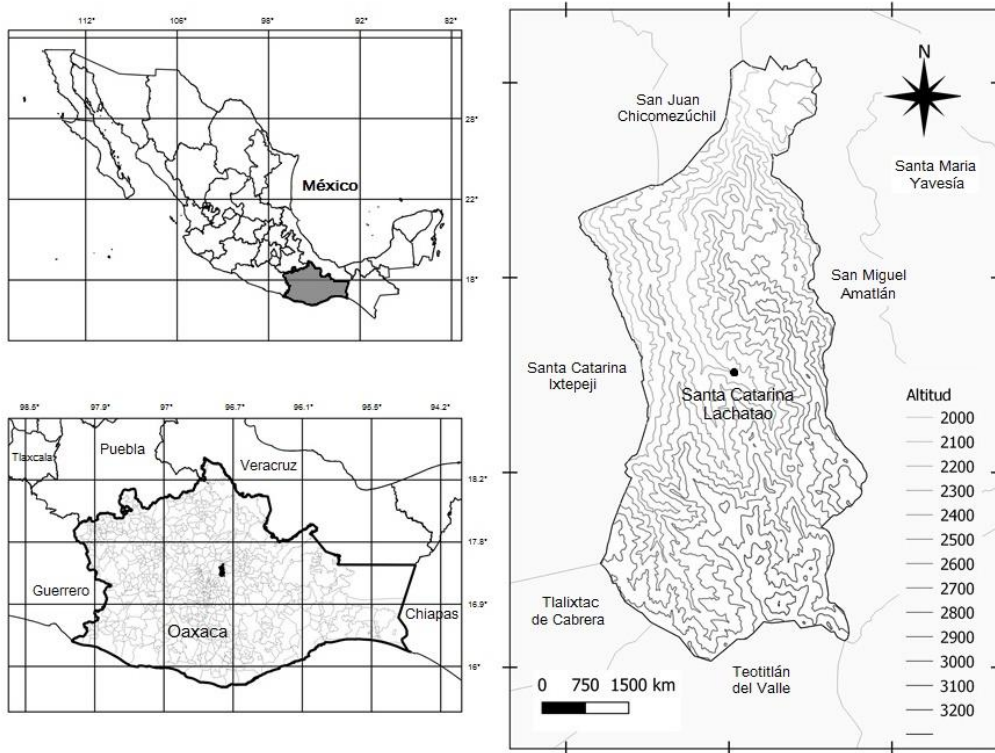 112° 106° 98° 92° 82°
28°
México
22°
18°
98.6° 97.9° 97° 96.7° 96.1° 95.6° 94.2°
Tlaxcala
Puebla
Veracruz
18.2°
17.8°
Guerrero
16.9°
Chiapas
Oaxaca
16°
N
San Juan
Chicomezúchil
Santa Maria
Yavesía
San Miguel
Amatlán
Santa Catarina
Ixtepeji
Santa Catarina
Lachatao
Tlalixtac
de Cabrera
Teotitlán
del Valle
0 750 1500 km
Altitud
2000
2100
2200
2300
2400
2500
2600
2700
2800
2900
3000
3100
3200